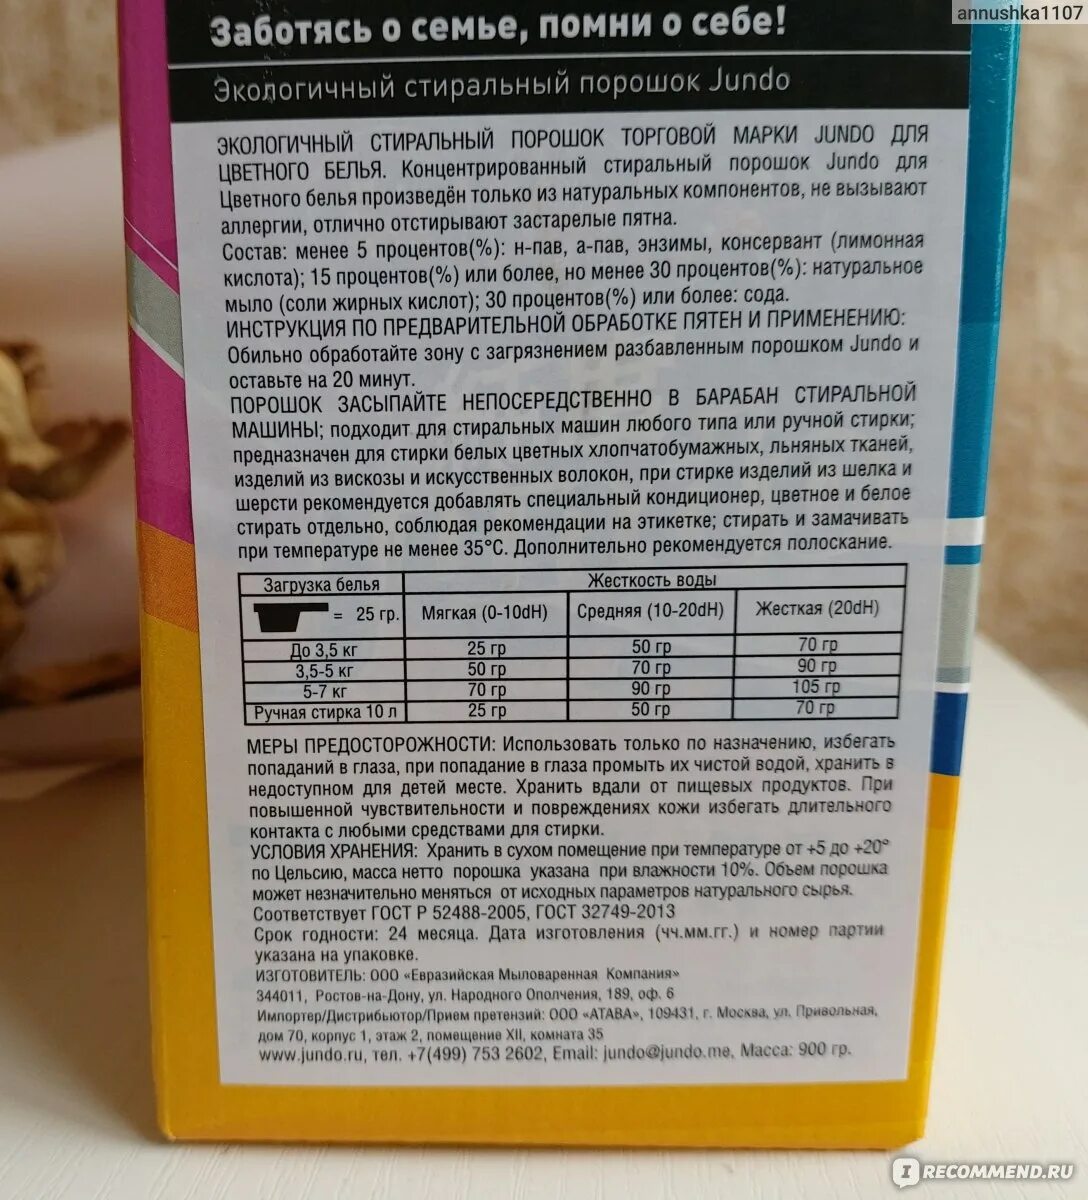 annushka1107
Заботясь о семье, помни о себе!
Экологичный стиральный порошок Jundo
ЭКОЛОГИЧНЫЙ СТИРАЛЬНЫЙ ПОРОШОК ТОРГОВОЙ МАРКИ JUNDO ДЛЯ
ЦВЕТНОГО БЕЛЬЯ. Концентрированный стиральный порошок Jundo для
Цветного белья произведён только из натуральных компонентов, не вызывают
аллергии, отлично отстирывают застарелые пятна.
Состав: менее 5 процентов(%): н-пав, а-пав, энзимы, консервант (лимонная
кислота); 15 процентов(%) или более, но менее 30 процентов(%): натуральное
мыло (соли жирных кислот); 30 процентов(%) или более: сода.
ИНСТРУКЦИЯ ПО ПРЕДВАРИТЕЛЬНОЙ ОБРАБОТКЕ ПЯТЕН И ПРИМЕНЕНИЮ:
Обильно обработайте зону с загрязнением разбавленным порошком Jundo и
оставьте на 20 минут.
ПОРОШОК ЗАСЫПАЙТЕ НЕПОСЕРЕДСТВЕННО В БАРАБАН СТИРАЛЬНОЙ
МАШИНЫ; подходит для стиральных машин любого типа или ручной стирки;
предназначен для стирки белых цветных хлопчатобумажных, льняных тканей,
изделий из вискозы и искусственных волокон, при стирке изделий из шелка и
шерсти рекомендуется добавлять специальный кондиционер, цветное и белое
стирать отдельно, соблюдая рекомендации на этикетке; стирать и замачивать
при температуре не менее 35°С. Дополнительно рекомендуется полоскание.
Загрузка белья Жесткость воды
= 25 гр. Мягкая (0-10dH) Средняя (10-20dH) Жесткая (20dH)
До 3,5 кг 25 гр 50 гр 70 гр
3,5-5 кг 50 гр 70 гр 90 гр
5-7 кг 70 гр 90 гр 105 гр
Ручная стирка 10 л 25 гр 50 гр 70 гр
МЕРЫ ПРЕДОСТОРОЖНОСТИ: Использовать только по назначению, избегать
попаданий в глаза, при попадание в глаза промыть их чистой водой, хранить в
недоступном для детей месте. Хранить вдали от пищевых продуктов. При
повышенной чувствительности и повреждениях кожи избегать длительного
контакта с любыми средствами для стирки.
УСЛОВИЯ ХРАНЕНИЯ: Хранить в сухом помещение при температуре от +5 до +20°
по Цельсию, масса нетто порошка указана при влажности 10%. Объем порошка
может незначительно меняться от исходных параметров натурального сырья.
Соответствует ГОСТ Р 52488-2005, ГОСТ 32749-2013
Срок годности: 24 месяца. Дата изготовления (чч.мм.гг.) и номер партии
указана на упаковке.
ИЗГОТОВИТЕЛЬ: ООО «Евразийская Мыловаренная Компания»
344011, Ростов-на-Дону, ул. Народного Ополчения, 189, оф. 6
Импортер/Дистрибьютор/Прием претензий: ООО «АТАВА», 109431, г. Москва, ул. Привольная,
дом 70, корпус 1, этаж 2, помещение XII, комната 35
www.jundo.ru, тел. +7(499) 753 2602, Email: jundo@jundo.me, Масса: 900 гр.
I RECOMMEND.RU